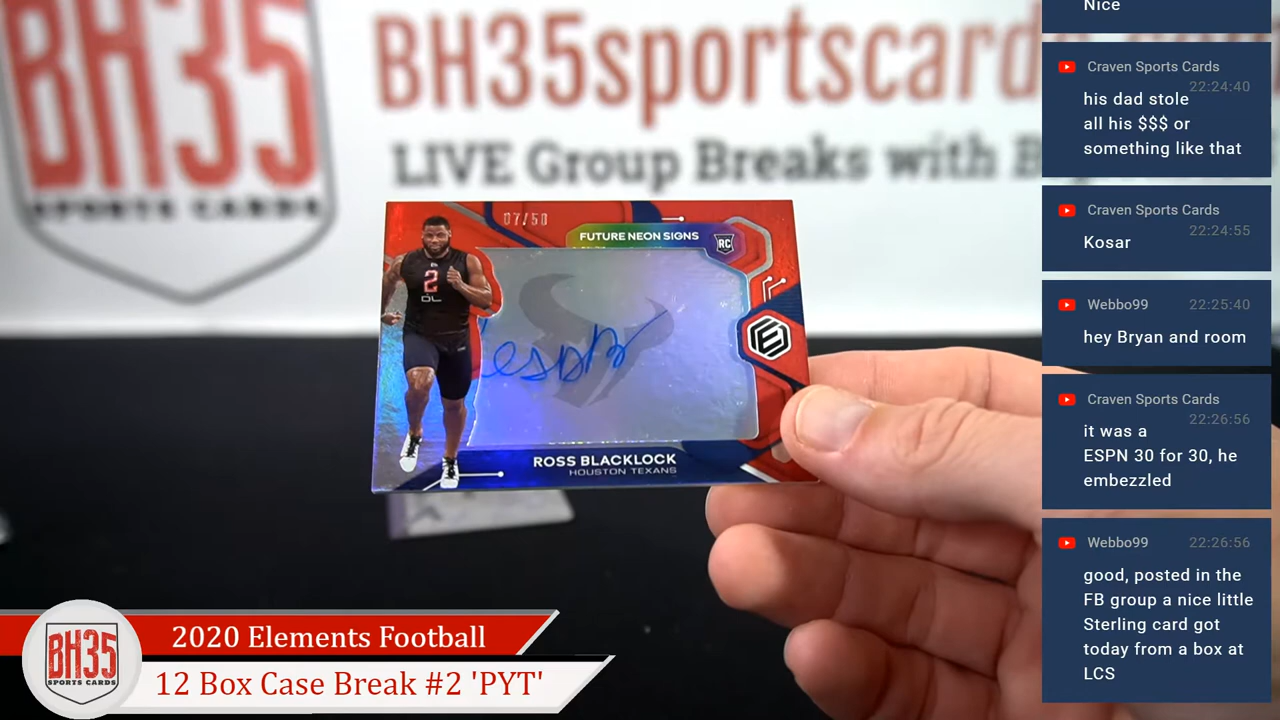 BH35
SPORTS CARDS
BH35sportscards.com
LIVE Group Breaks with B
07/50
FUTURE NEON SIGNS
RC
2
DL
E
ROSS BLACKLOCK
HOUSTON TEXANS
BH35
SPORTS CARDS
2020 Elements Football
12 Box Case Break #2 'PYT'
Nice
Craven Sports Cards
22:24:40
his dad stole
all his $$$ or
something like that
Craven Sports Cards
22:24:55
Kosar
Webbo99 22:25:40
hey Bryan and room
Craven Sports Cards
22:26:56
it was a
ESPN 30 for 30, he
embezzled
Webbo99 22:26:56
good, posted in the
FB group a nice little
Sterling card got
today from a box at
LCS